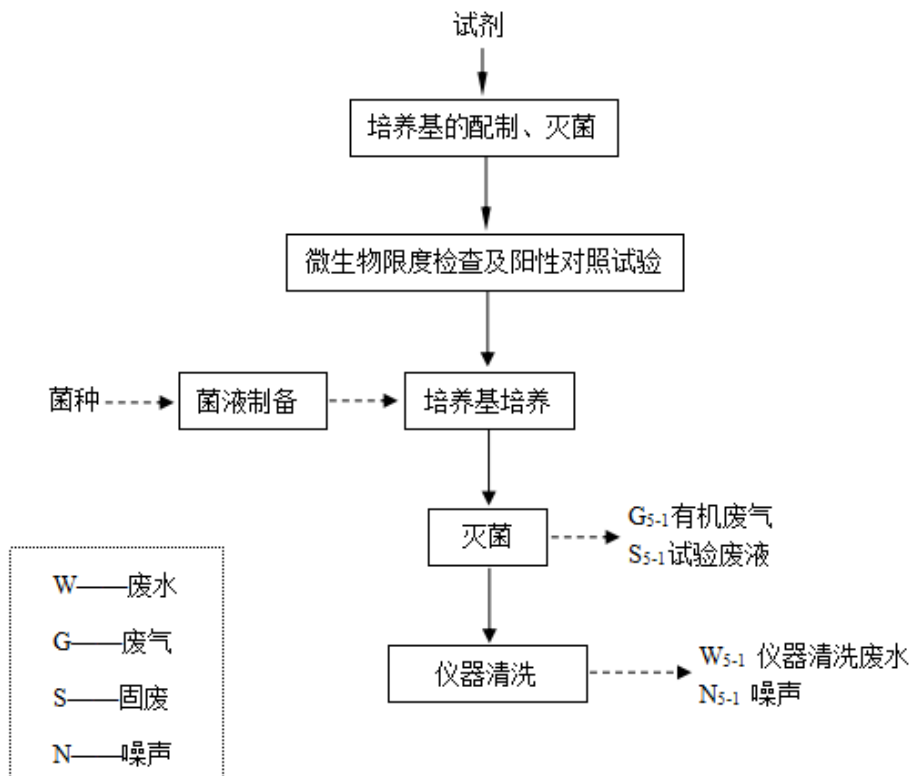 试剂
培养基的配制、灭菌
微生物限度检查及阳性对照试验
菌种
菌液制备
培养基培养
灭菌
G5-1有机废气
S5-1试验废液
仪器清洗
W5-1 仪器清洗废水
N5-1 噪声
W——废水
G——废气
S——固废
N——噪声